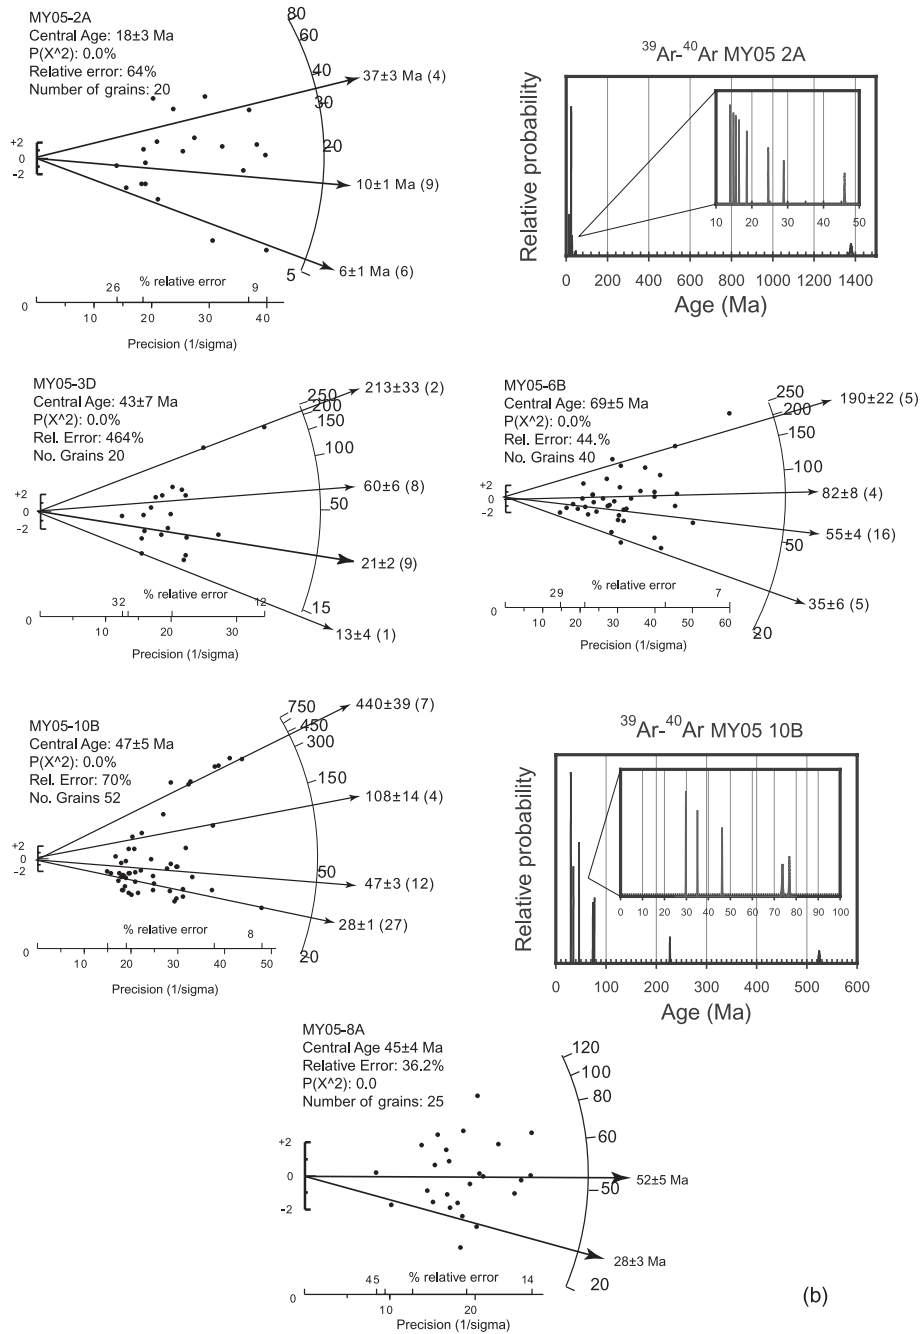 MY05-2A
Central Age: 18±3 Ma
P(X^2): 0.0%
Relative error: 64%
Number of grains: 20
80
60
40
30
20
5
37±3 Ma (4)
10±1 Ma (9)
6±1 Ma (6)
+2
0
-2
% relative error
26
9
0
10
20
30
40
Precision (1/sigma)
39Ar-40Ar MY05 2A
Relative probability
10
20
30
40
50
0
200
400
600
800
1000
1200
1400
Age (Ma)
MY05-3D
Central Age: 43±7 Ma
P(X^2): 0.0%
Rel. Error: 464%
No. Grains 20
250
200
150
100
50
15
213±33 (2)
60±6 (8)
21±2 (9)
13±4 (1)
+2
0
-2
% relative error
32
12
0
10
20
30
Precision (1/sigma)
MY05-6B
Central Age: 69±5 Ma
P(X^2): 0.0%
Rel. Error: 44.%
No. Grains 40
250
200
150
100
50
20
190±22 (5)
82±8 (4)
55±4 (16)
35±6 (5)
+2
0
-2
% relative error
29
7
0
10
20
30
40
50
60
Precision (1/sigma)
MY05-10B
Central Age: 47±5 Ma
P(X^2): 0.0%
Rel. Error: 70%
No. Grains 52
750
450
300
150
50
20
440±39 (7)
108±14 (4)
47±3 (12)
28±1 (27)
+2
0
-2
% relative error
8
0
10
20
30
40
50
Precision (1/sigma)
39Ar-40Ar MY05 10B
Relative probability
0
10
20
30
40
50
60
70
80
90
100
0
100
200
300
400
500
600
Age (Ma)
MY05-8A
Central Age 45±4 Ma
Relative Error: 36.2%
P(X^2): 0.0
Number of grains: 25
120
100
80
60
50
20
52±5 Ma
28±3 Ma
+2
0
-2
45
% relative error
14
0
10
20
Precision (1/sigma)
(b)